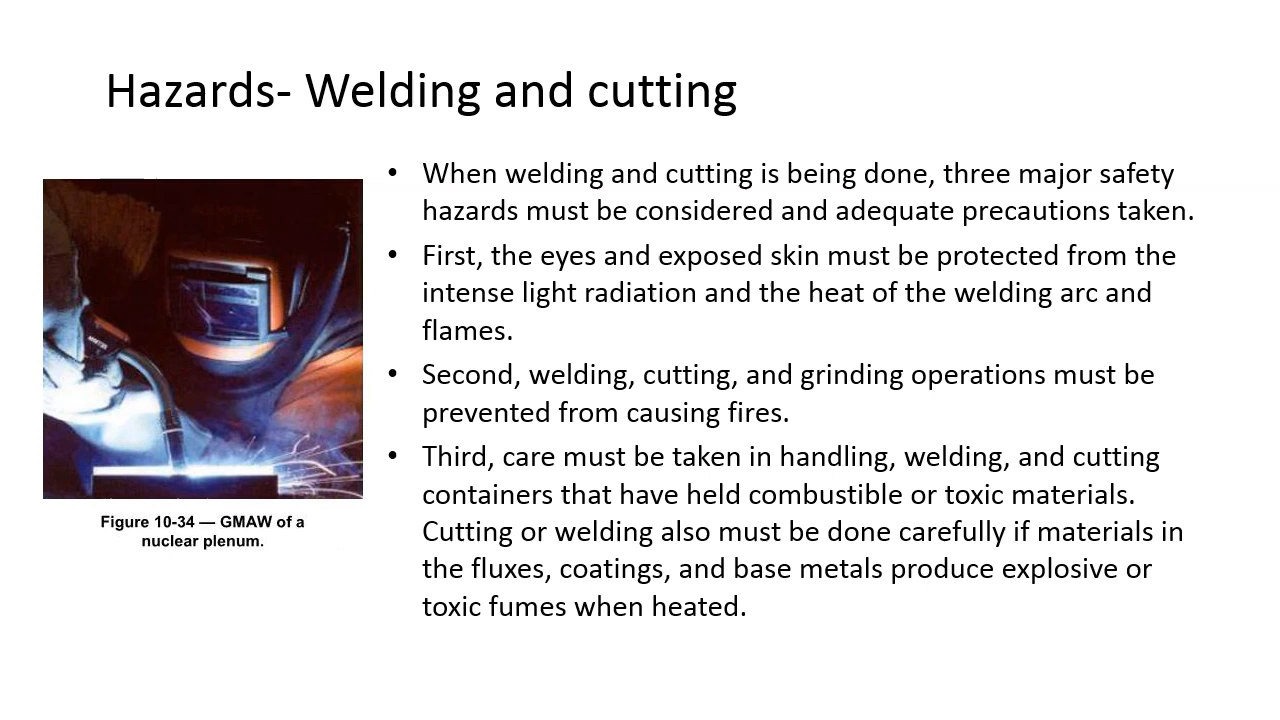 Hazards- Welding and cutting
• When welding and cutting is being done, three major safety
hazards must be considered and adequate precautions taken.
• First, the eyes and exposed skin must be protected from the
intense light radiation and the heat of the welding arc and
flames.
• Second, welding, cutting, and grinding operations must be
prevented from causing fires.
• Third, care must be taken in handling, welding, and cutting
containers that have held combustible or toxic materials.
Cutting or welding also must be done carefully if materials in
the fluxes, coatings, and base metals produce explosive or
toxic fumes when heated.
Figure 10-34 — GMAW of a
nuclear plenum.